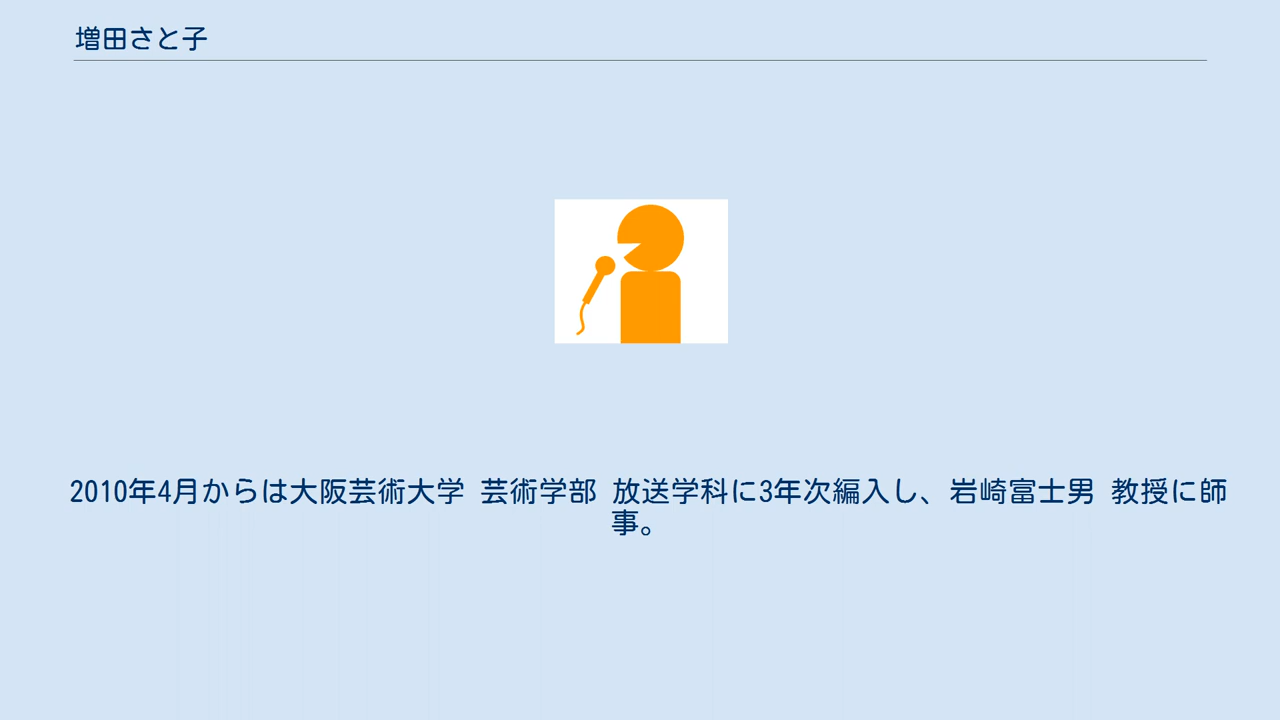 増田さと子
2010年4月からは大阪芸術大学 芸術学部 放送学科に3年次編入し、岩崎富士男 教授に師
事。